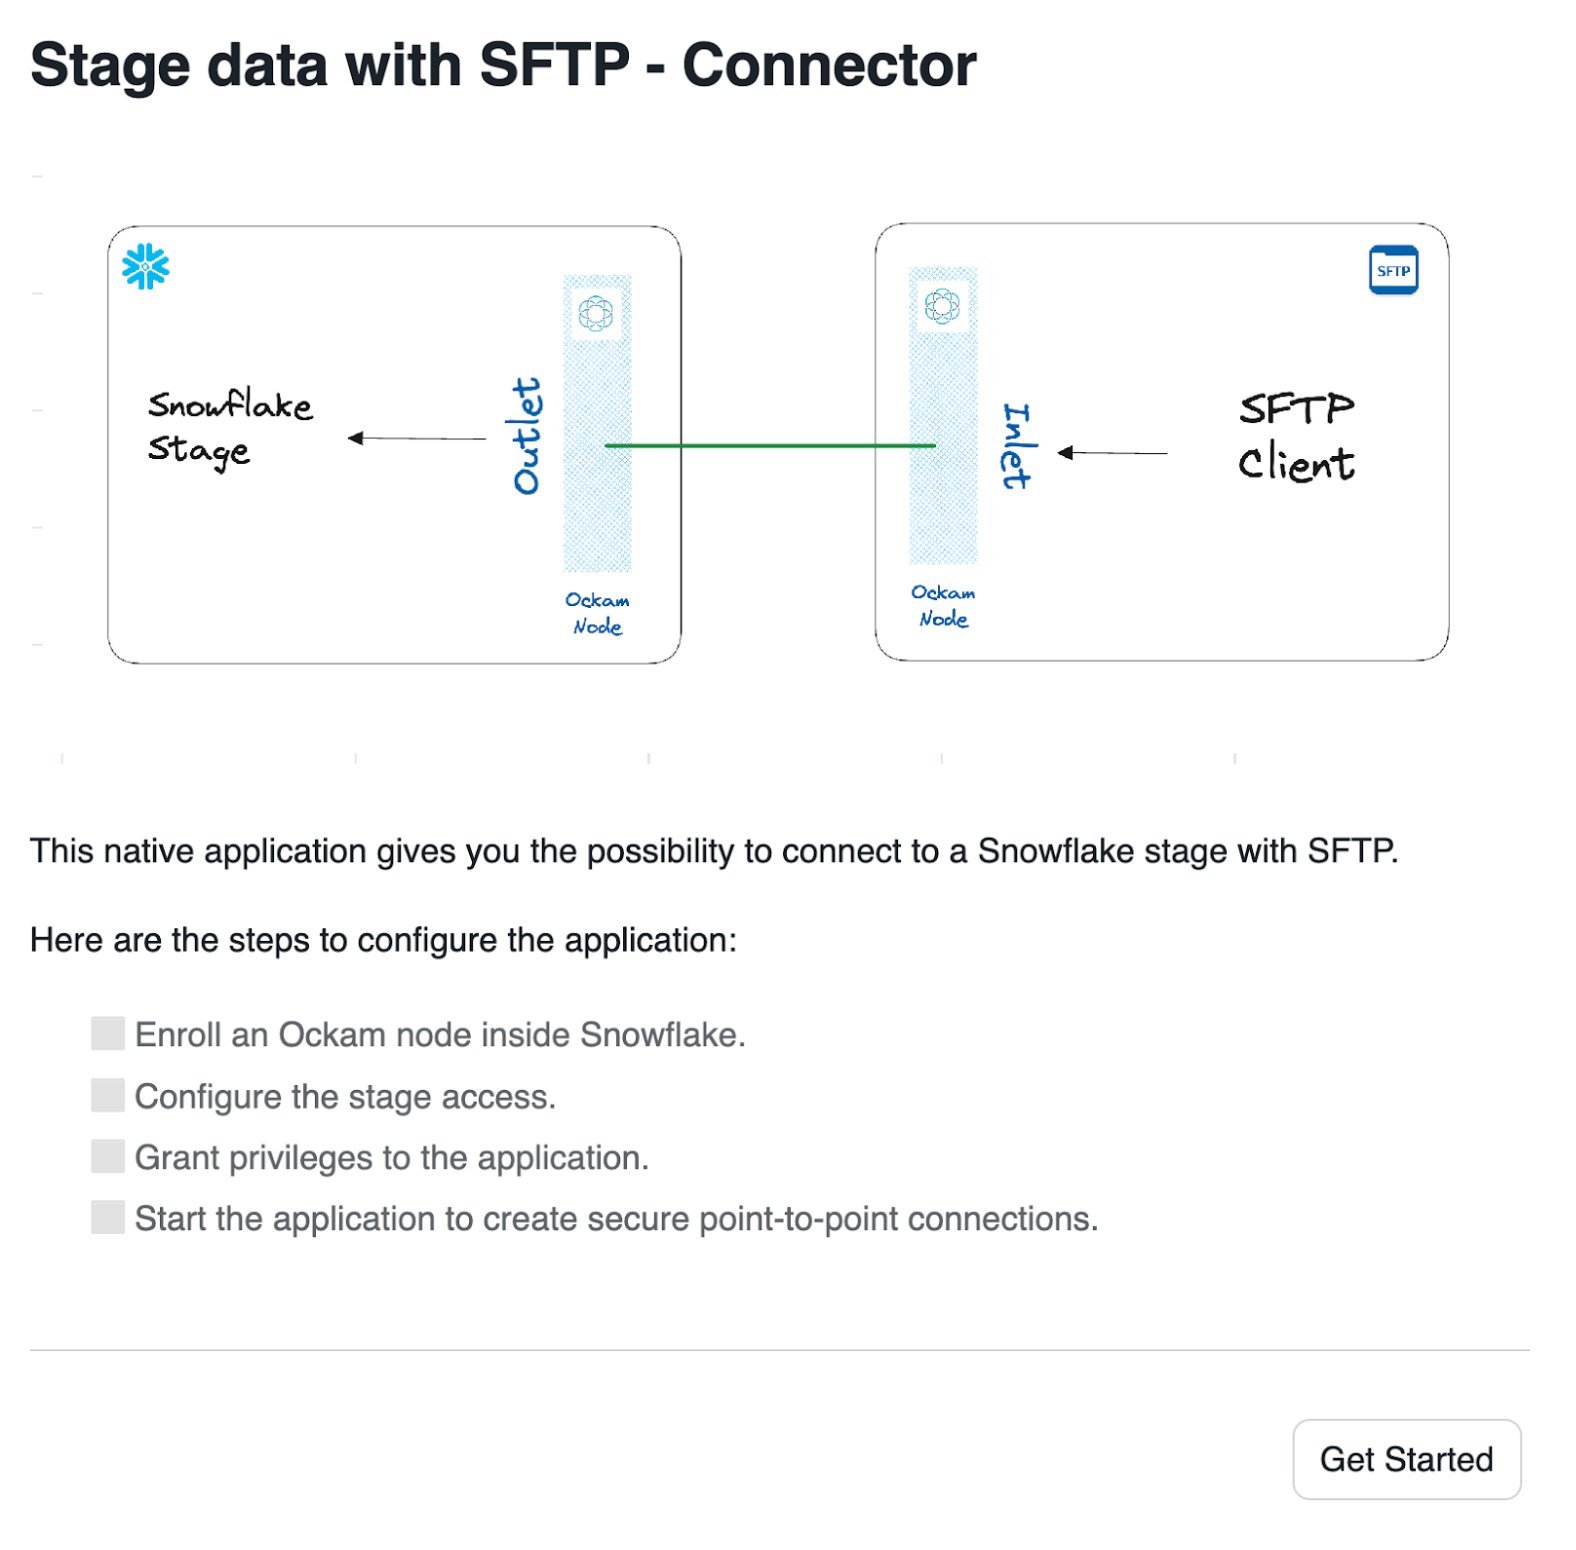 Stage data with SFTP - Connector
SFTP
Snowflake
Stage
Outlet
Ockam
Node
Ockam
Node
Inlet
SFTP
Client
This native application gives you the possibility to connect to a Snowflake stage with SFTP.
Here are the steps to configure the application:
Enroll an Ockam node inside Snowflake.
Configure the stage access.
Grant privileges to the application.
Start the application to create secure point-to-point connections.
Get Started